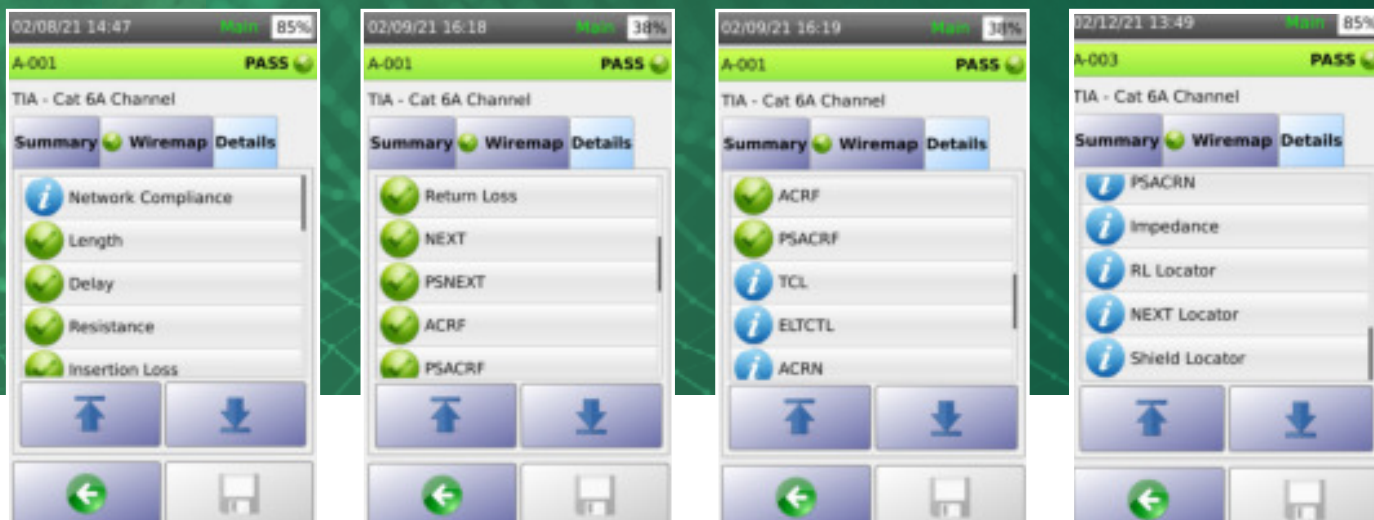 02/08/21 14:47 Main 85%
A-001 PASS
TIA - Cat 6A Channel
Summary Wiremap Details
Network Compliance
Length
Delay
Resistance
Insertion Loss
02/09/21 16:18 Main 38%
A-001 PASS
TIA - Cat 6A Channel
Summary Wiremap Details
Return Loss
NEXT
PSNEXT
ACRF
PSACRF
02/09/21 16:19 Main 38%
A-001 PASS
TIA - Cat 6A Channel
Summary Wiremap Details
ACRF
PSACRF
TCL
ELTCTL
ACRN
02/12/21 13:49 Main 85%
A-003 PASS
TIA - Cat 6A Channel
Summary Wiremap Details
PSACRN
Impedance
RL Locator
NEXT Locator
Shield Locator